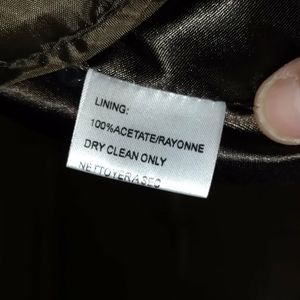 LINING:
100%ACETATE/RAYONNE
DRY CLEAN ONLY
NETTOYER A SEC